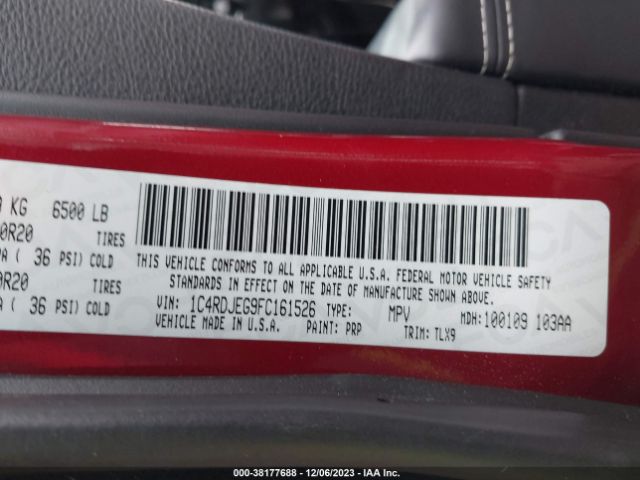 KG 6500 LB
0R20 TIRES
PA ( 36 PSI) COLD
0R20 TIRES
A ( 36 PSI) COLD
THIS VEHICLE CONFORMS TO ALL APPLICABLE U.S.A. FEDERAL MOTOR VEHICLE SAFETY
STANDARDS IN EFFECT ON THE DATE OF MANUFACTURE SHOWN ABOVE.
VIN: 1C4RDJEG9FC161526 TYPE: MPV MDH: 100109 103AA
VEHICLE MADE IN U.S.A. PAINT: PRP TRIM: TLX9
000-38177688 - 12/06/2023 - IAA Inc.